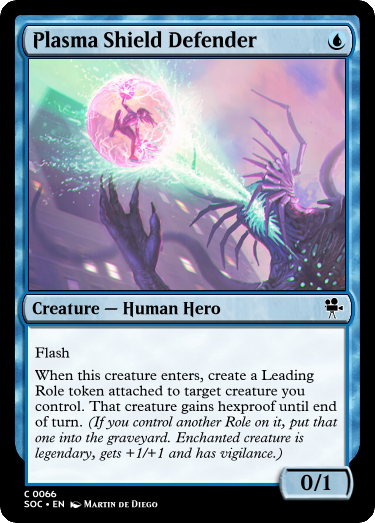 Plasma Shield Defender
Creature — Human Hero
Flash
When this creature enters, create a Leading
Role token attached to target creature you
control. That creature gains hexproof until end
of turn. (If you control another Role on it, put that
one into the graveyard. Enchanted creature is
legendary, gets +1/+1 and has vigilance.)
0/1
C 0066
SOC • EN Martin de Diego